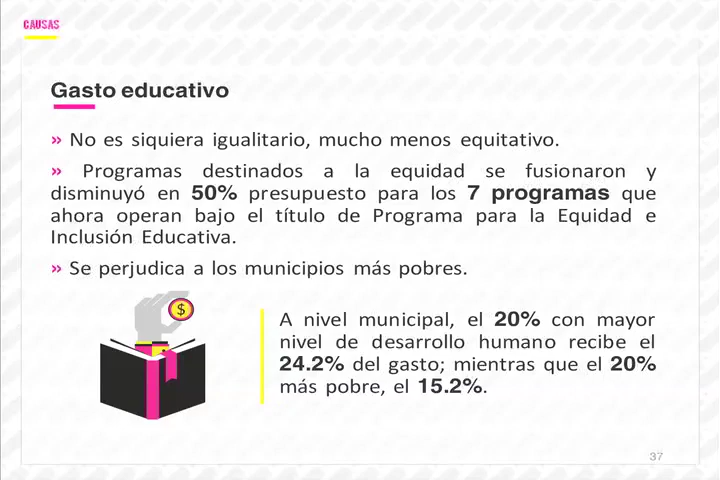 CAUSAS
Gasto educativo
» No es siquiera igualitario, mucho menos equitativo.
» Programas destinados a la equidad se fusionaron y
disminuyó en 50% presupuesto para los 7 programas que
ahora operan bajo el título de Programa para la Equidad e
Inclusión Educativa.
» Se perjudica a los municipios más pobres.
$
A nivel municipal, el 20% con mayor
nivel de desarrollo humano recibe el
24.2% del gasto; mientras que el 20%
más pobre, el 15.2%.
37